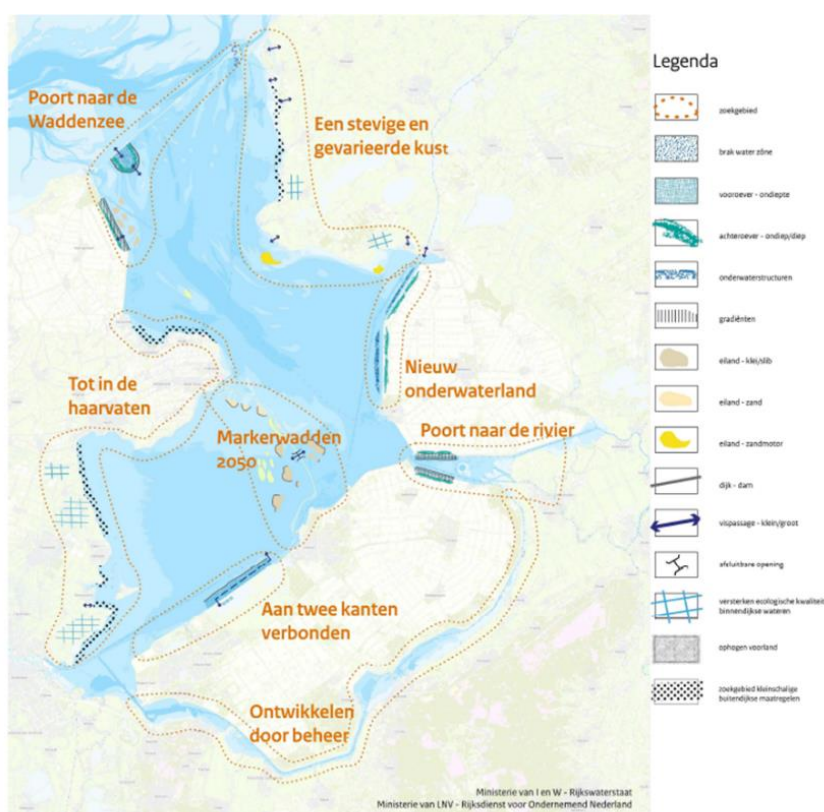 Poort naar de
Waddenzee
Een stevige en
gevarieerde kust
Tot in de
haarvaten
Nieuw
onderwaterland
Markerwadden
2050
Poort naar de rivier
Aan twee kanten
verbonden
Ontwikkelen
door beheer
Ministerie van I en W - Rijkswaterstaat
Ministerie van LNV - Rijksdienst voor Ondernemend Nederland
Legenda
zoekgebied
brak water zône
vooroever - ondiepte
achteroever - ondiep/diep
onderwaterstructuren
gradiënten
eiland - klei/slib
eiland - zand
eiland - zandmotor
dijk - dam
vispassage - klein/groot
afsluitbare opening
versterken ecologische kwaliteit
binnendijkse wateren
ophogen voorland
zoekgebied kleinschalige
buitendijkse maatregelen